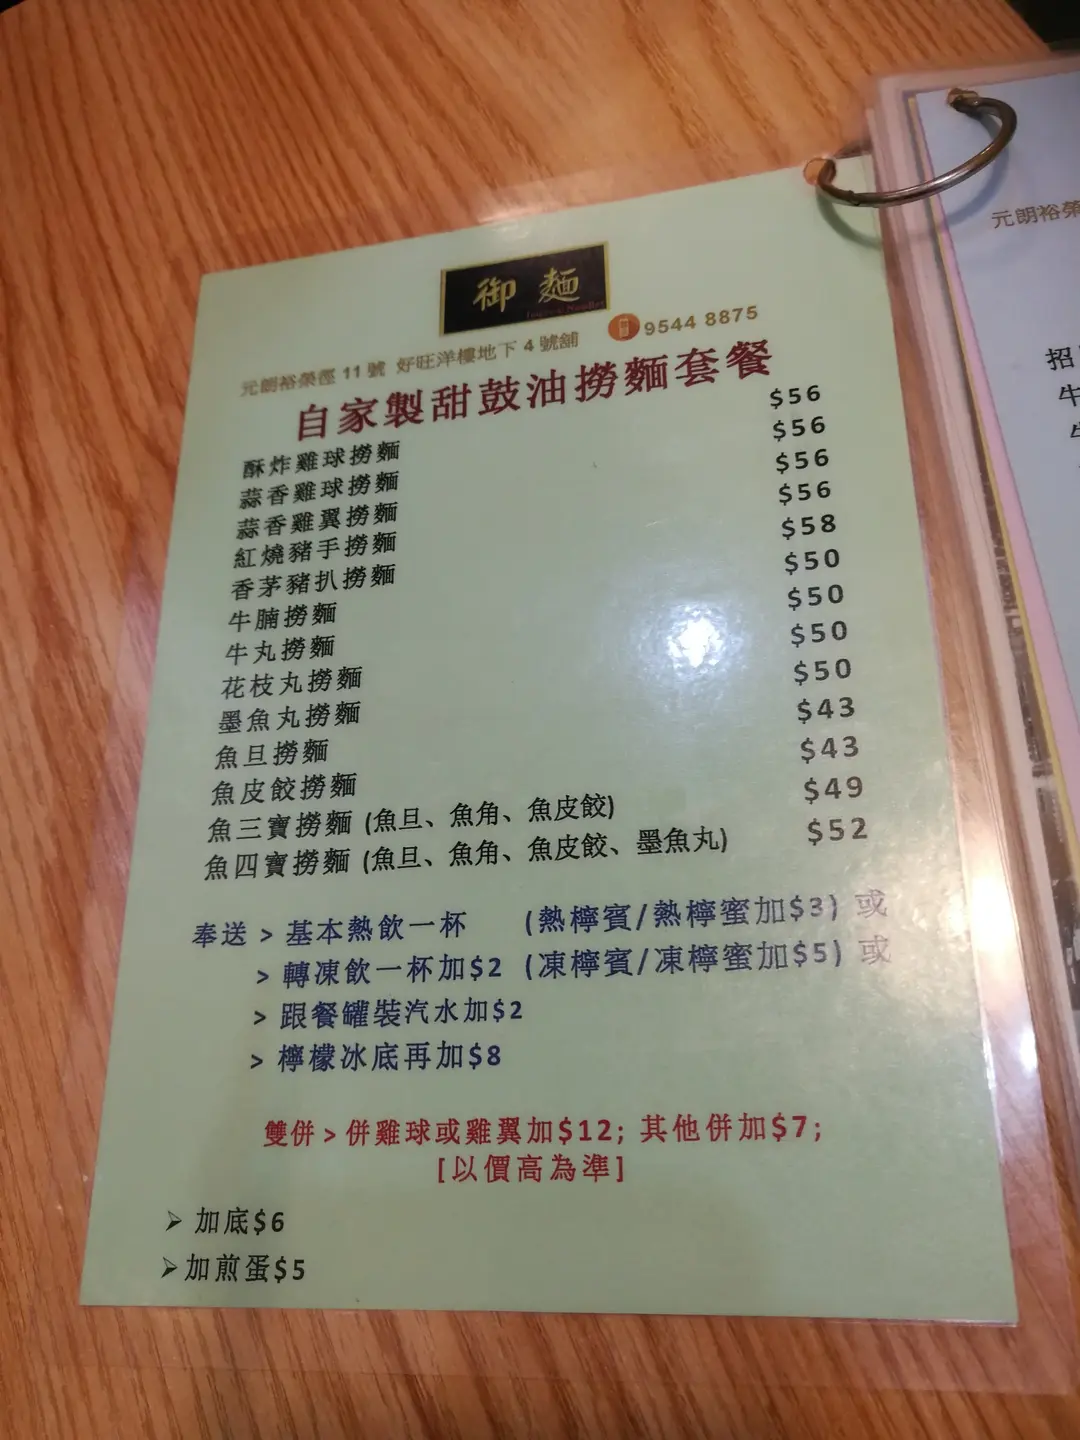 御麵
元朗裕榮徑 11 號 好旺洋樓地下 4 號舖 9544 8875
自家製甜鼓油撈麵套餐
酥炸雞球撈麵 $56
蒜香雞球撈麵 $56
蒜香雞翼撈麵 $56
紅燒豬手撈麵 $56
香茅豬扒撈麵 $58
牛腩撈麵 $50
牛丸撈麵 $50
花枝丸撈麵 $50
墨魚丸撈麵 $50
魚旦撈麵 $43
魚皮餃撈麵 $43
魚三寶撈麵 (魚旦、魚角、魚皮餃) $49
魚四寶撈麵 (魚旦、魚角、魚皮餃、墨魚丸) $52
奉送 > 基本熱飲一杯 (熱檸賓/熱檸蜜加$3) 或
> 轉凍飲一杯加$2 (凍檸賓/凍檸蜜加$5) 或
> 跟餐罐裝汽水加$2
> 檸檬冰底再加$8
雙併 > 併雞球或雞翼加$12; 其他併加$7;
[以價高為準]
➢ 加底$6
➢ 加煎蛋$5
元朗裕榮
招
牛